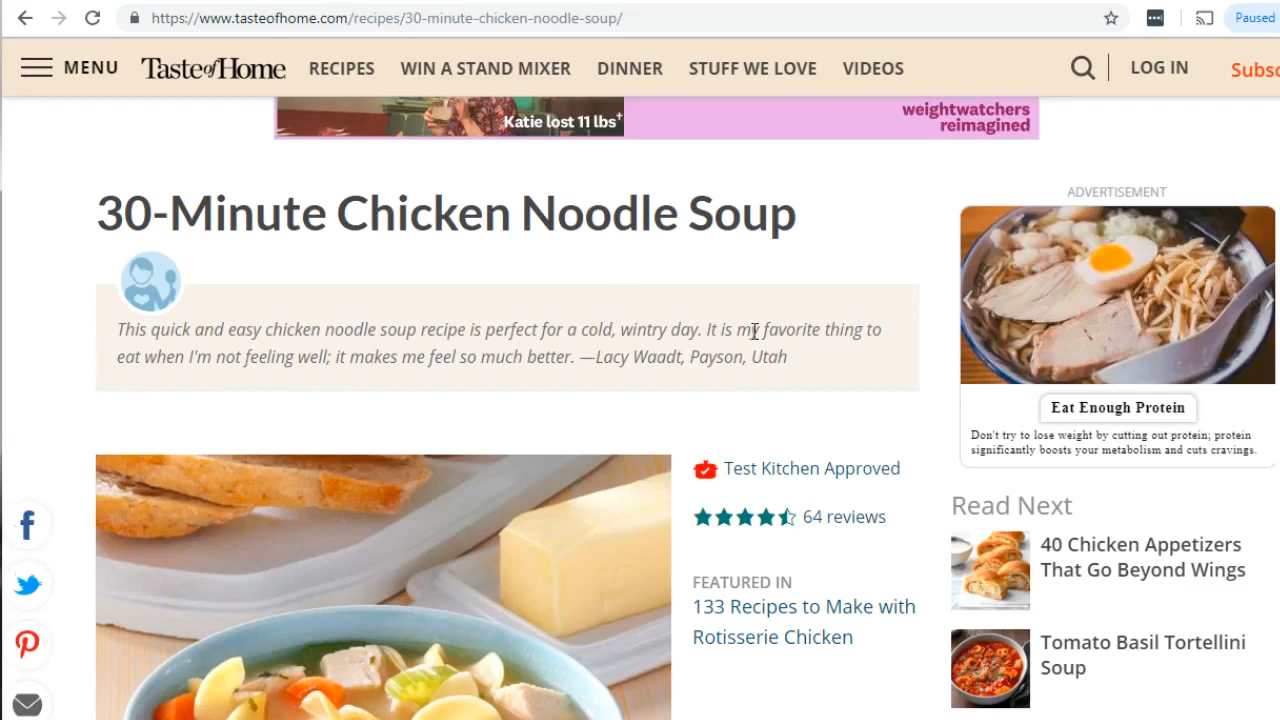 https://www.tasteofhome.com/recipes/30-minute-chicken-noodle-soup/
Paused
MENU Taste of Home RECIPES WIN A STAND MIXER DINNER STUFF WE LOVE VIDEOS LOG IN Subsc
Katie lost 11 lbs†
weightwatchers
reimagined
30-Minute Chicken Noodle Soup
This quick and easy chicken noodle soup recipe is perfect for a cold, wintry day. It is my favorite thing to
eat when I'm not feeling well; it makes me feel so much better. —Lacy Waadt, Payson, Utah
Test Kitchen Approved
64 reviews
FEATURED IN
133 Recipes to Make with
Rotisserie Chicken
ADVERTISEMENT
Eat Enough Protein
Don't try to lose weight by cutting out protein; protein
significantly boosts your metabolism and cuts cravings.
Read Next
40 Chicken Appetizers
That Go Beyond Wings
Tomato Basil Tortellini
Soup